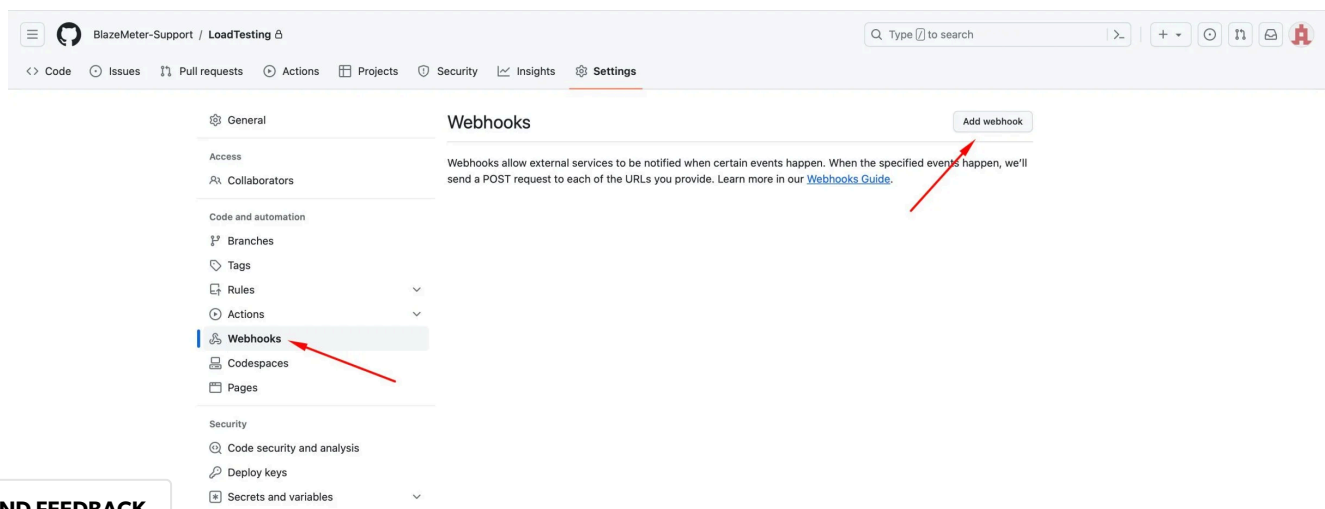 BlazeMeter-Support / LoadTesting
Type / to search
Code Issues Pull requests Actions Projects Security Insights Settings
General
Access
Collaborators
Code and automation
Branches
Tags
Rules
Actions
Webhooks
Codespaces
Pages
Security
Code security and analysis
Deploy keys
Secrets and variables
Webhooks
Add webhook
Webhooks allow external services to be notified when certain events happen. When the specified events happen, we'll
send a POST request to each of the URLs you provide. Learn more in our Webhooks Guide.
ND FEEDBACK